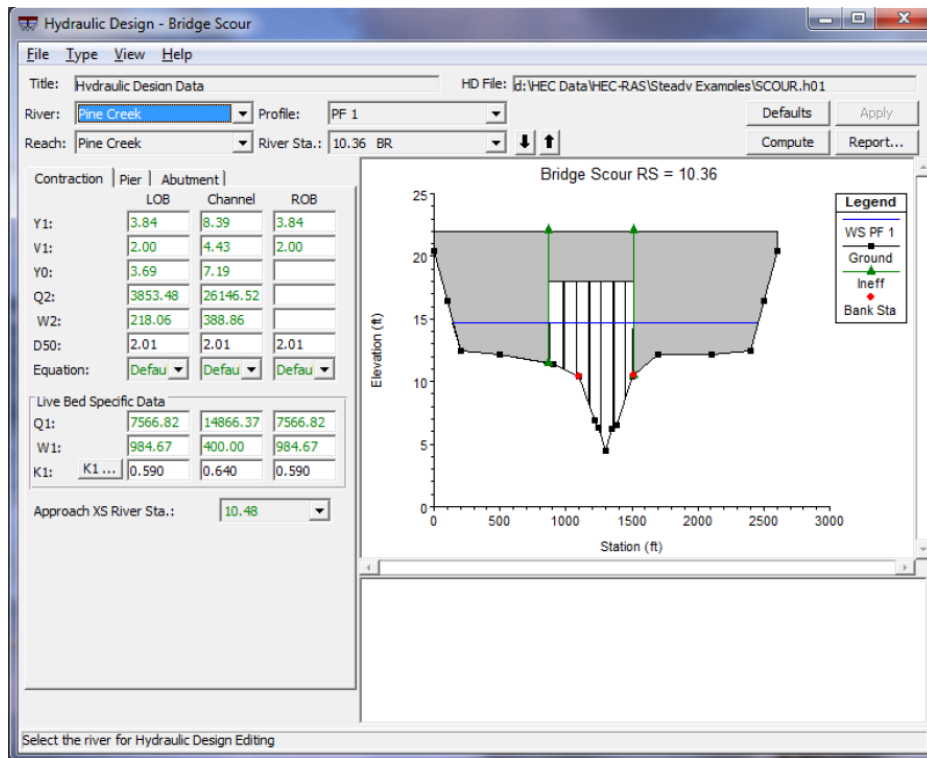 Hydraulic Design - Bridge Scour
File Type View Help
Title: Hydraulic Design Data HD File: d:\HEC Data\HEC-RAS\Steady Examples\SCOUR.h01
River: Pine Creek Profile: PF 1 Defaults Apply
Reach: Pine Creek River Sta.: 10.36 BR Compute Report...
Contraction Pier Abutment
LOB Channel ROB
Y1: 3.84 8.39 3.84
V1: 2.00 4.43 2.00
Y0: 3.69 7.19
Q2: 3853.48 26146.52
W2: 218.06 388.86
D50: 2.01 2.01 2.01
Equation: Defau Defau Defau
Live Bed Specific Data
Q1: 7566.82 14866.37 7566.82
W1: 984.67 400.00 984.67
K1: K1 ... 0.590 0.640 0.590
Approach XS River Sta.: 10.48
Bridge Scour RS = 10.36
25
20
15
10
5
0
Elevation (ft)
0 500 1000 1500 2000 2500 3000
Station (ft)
Legend
WS PF 1
Ground
Ineff
Bank Sta
Select the river for Hydraulic Design Editing